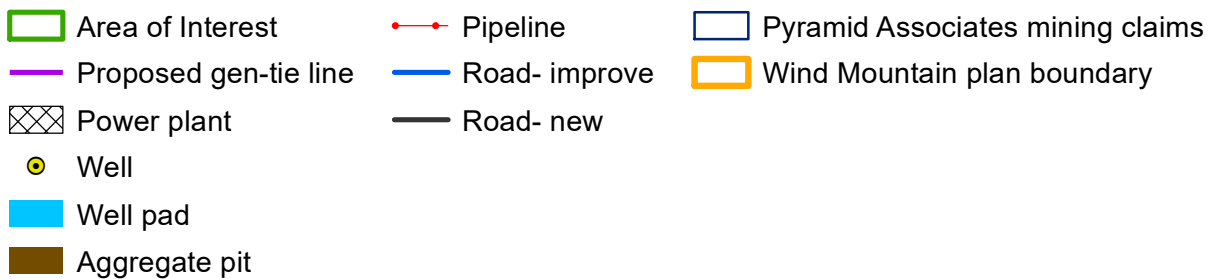 Area of Interest
Proposed gen-tie line
Power plant
Well
Well pad
Aggregate pit
Pipeline
Road- improve
Road- new
Pyramid Associates mining claims
Wind Mountain plan boundary